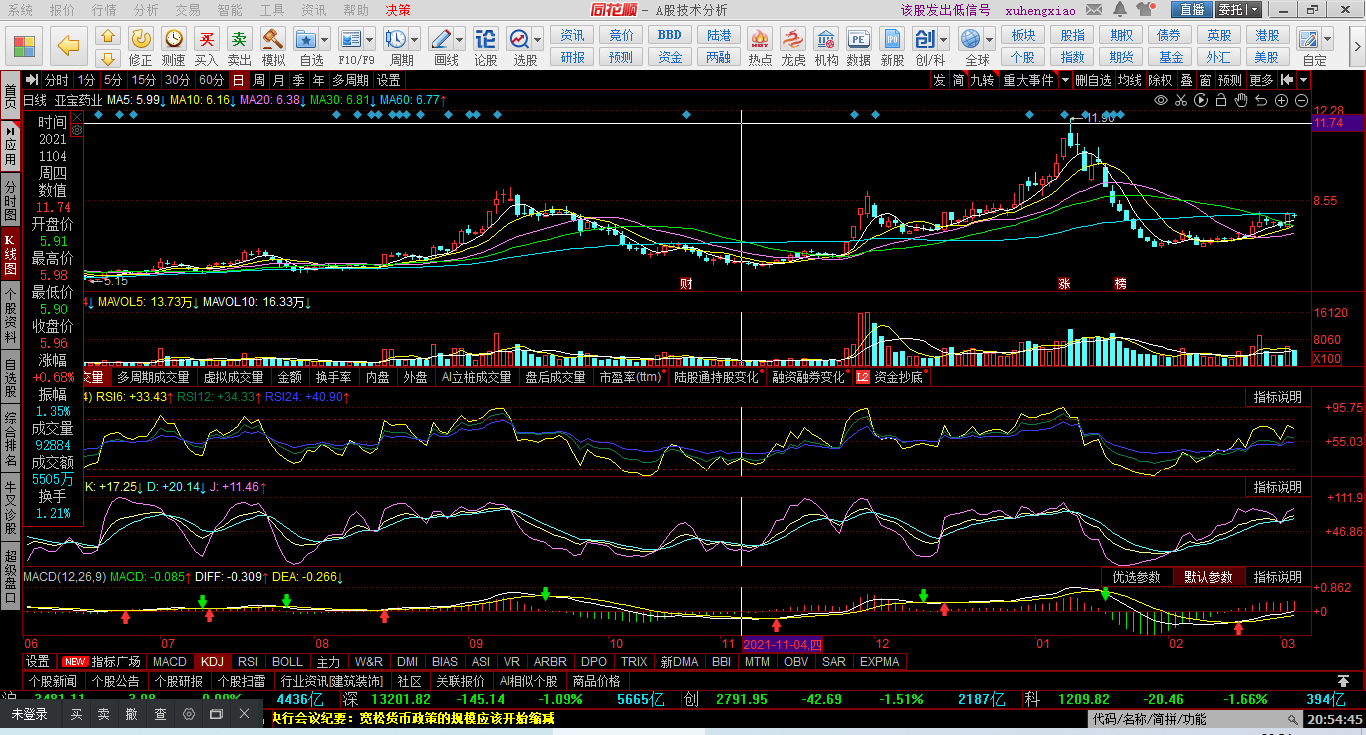 系统 报价 行情 分析 交易 智能 工具 资讯 帮助 决策 同花顺 - A股技术分析 该股发出低信号 xuhengxiao 直播 委托
资讯 竞价 BBD 陆港 板块 股指 期权 债券 英股 港股
修正 测速 买入 卖出 模拟 自选 F10/F9 周期 画线 论股 选股 研报 预测 资金 两融 热点 龙虎 机构 数据 新股 创/科 全球 个股 指数 期货 基金 外汇 美股 自定
分时 1分 5分 15分 30分 60分 日 周 月 季 年 多周期 设置 发 简 九转 重大事件 删自选 均线 除权 叠 窗 预测 更多
日线 亚宝药业 MA5: 5.99↓ MA10: 6.16↓ MA20: 6.38↓ MA30: 6.81↓ MA60: 6.77↑
首页
应用
分时图
K线图
个股资料
自选股
综合排名
牛叉诊股
超级盘口
时间
2021
1104
周四
数值
11.74
开盘价
5.91
最高价
5.98
最低价
5.90
收盘价
5.96
涨幅
+0.68%
振幅
1.35%
成交量
92884
成交额
5505万
换手
1.21%
12.28
11.74
11.90
8.55
5.15
财 涨 榜
MAVOL5: 13.73万↓ MAVOL10: 16.33万↓
16120
8060
X100
交量 多周期成交量 虚拟成交量 金额 换手率 内盘 外盘 AI立桩成交量 盘后成交量 市盈率(ttm) 陆股通持股变化 融资融券变化 L2 资金抄底
RSI6: +33.43↑ RSI12: +34.33↑ RSI24: +40.90↑ 指标说明
+95.75
+55.03
K: +17.25↓ D: +20.14↓ J: +11.46↑ 指标说明
+111.9
+46.86
MACD(12,26,9) MACD: -0.085↑ DIFF: -0.309↑ DEA: -0.266↓ 优选参数 默认参数 指标说明
+0.862
+0
06 07 08 09 10 11 2021-11-04,四 12 01 02 03
设置 NEW 指标广场 MACD KDJ RSI BOLL 主力 W&R DMI BIAS ASI VR ARBR DPO TRIX 新DMA BBI MTM OBV SAR EXPMA
个股新闻 个股公告 个股研报 个股扫雷 行业资讯[建筑装饰] 社区 关联报价 AI相似个股 商品价格
沪 3481.11 4436亿 深 13201.82 -145.14 -1.09% 5665亿 创 2791.95 -42.69 -1.51% 2187亿 科 1209.82 -20.46 -1.66% 394亿
未登录 买 卖 撤 查 央行会议纪要：宽松货币政策的规模应该开始缩减 代码/名称/简拼/功能 20:54:45